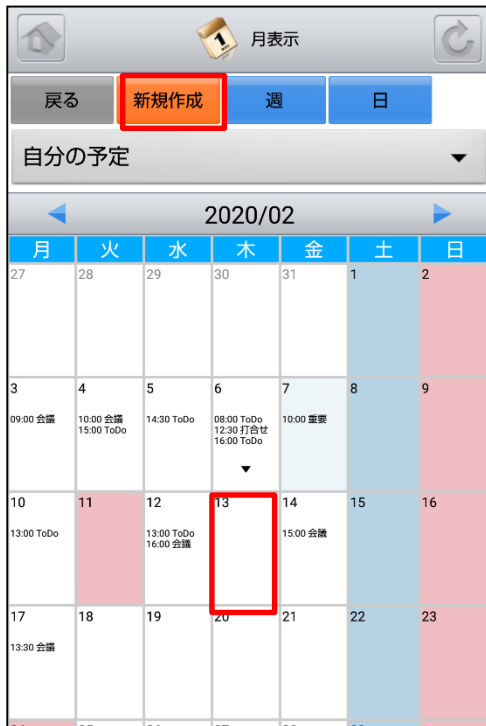 1 月表示
戻る 新規作成 週 日
自分の予定
2020/02
月 火 水 木 金 土 日
27 28 29 30 31 1 2
3 4 5 6 7 8 9
09:00 会議 10:00 会議 14:30 ToDo 08:00 ToDo 10:00 重要
15:00 ToDo 12:30 打合せ
16:00 ToDo
10 11 12 13 14 15 16
13:00 ToDo 13:00 ToDo 15:00 会議
16:00 会議
17 18 19 20 21 22 23
13:30 会議